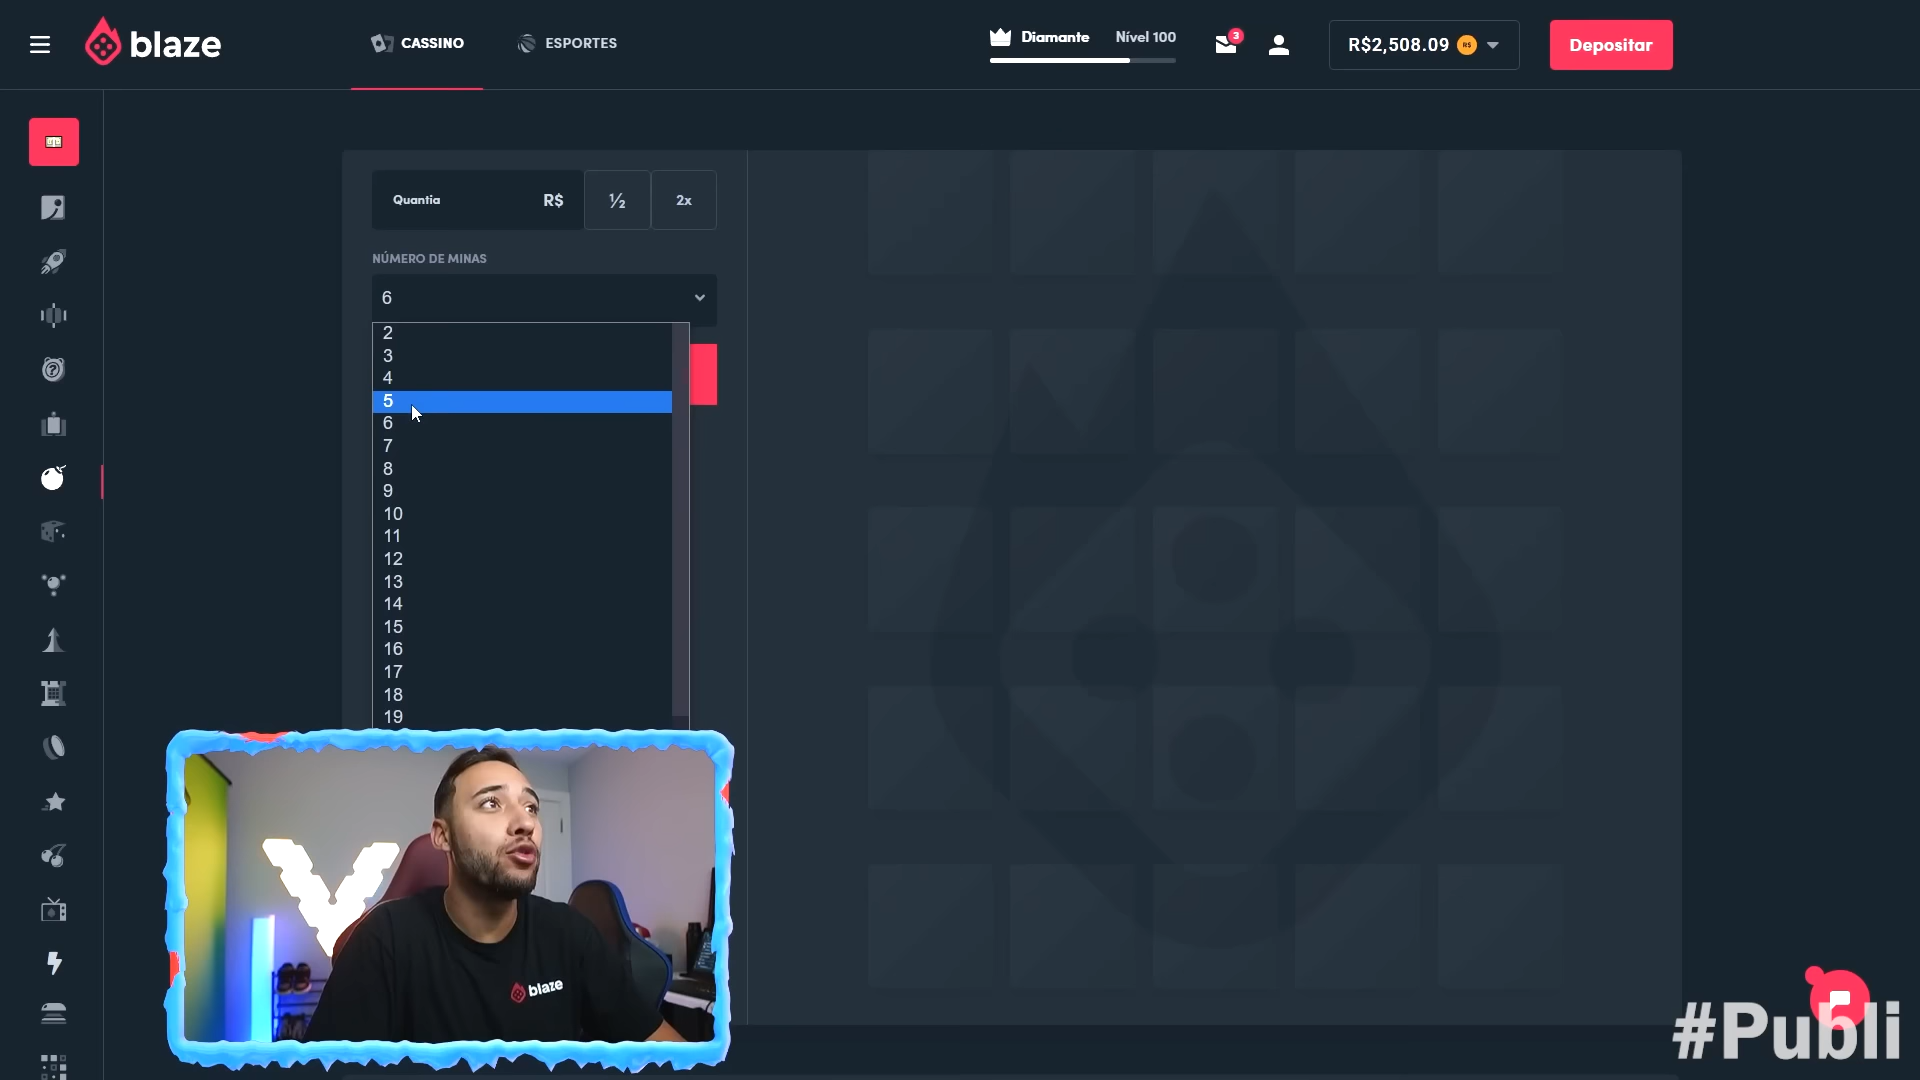 blaze
CASSINO
ESPORTES
Diamante
Nível 100
3
R$2,508.09
R$
Depositar
Quantia
R$
½
2x
NÚMERO DE MINAS
6
2
3
4
5
6
7
8
9
10
11
12
13
14
15
16
17
18
19
blaze
#Publi